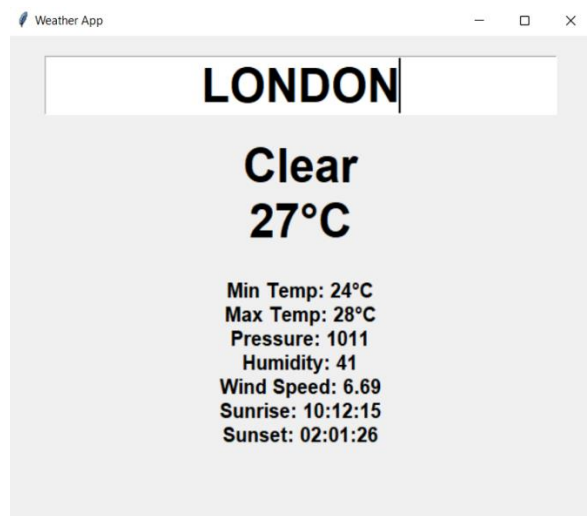 Weather App
LONDON
Clear
27°C
Min Temp: 24°C
Max Temp: 28°C
Pressure: 1011
Humidity: 41
Wind Speed: 6.69
Sunrise: 10:12:15
Sunset: 02:01:26